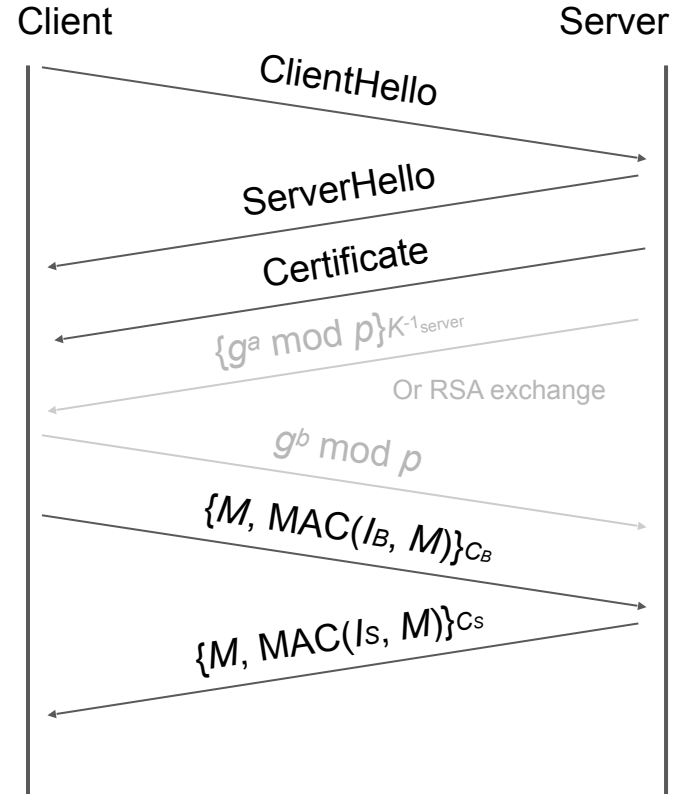 Client
Server
ClientHello
ServerHello
Certificate
{gᵃ mod p}K⁻¹server
Or RSA exchange
gᵇ mod p
{M, MAC(IB, M)}CB
{M, MAC(IS, M)}CS